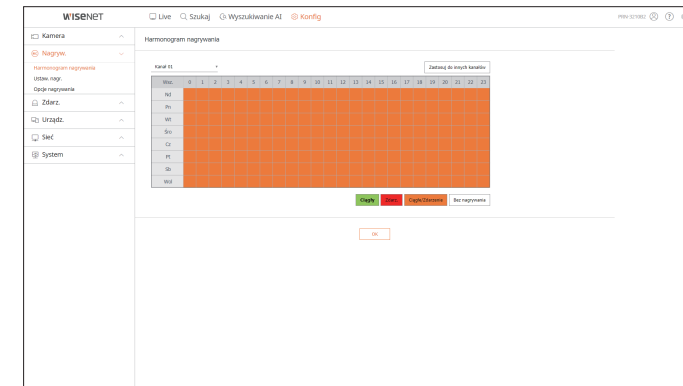 WISENET
Live Szukaj Wyszukiwanie AI Konfig
Kamera
Nagryw.
Harmonogram nagrywania
Ustaw. nagr.
Opcje nagrywania
Zdarz.
Urządz.
Sieć
System
Harmonogram nagrywania
Kanał 01
Zastosuj do innych kanałów
Wsz. 0 1 2 3 4 5 6 7 8 9 10 11 12 13 14 15 16 17 18 19 20 21 22 23
Nd
Pn
Wt
Śro
Cz
Pt
Sb
Wol
Ciągły Zdarz. Ciągły/Zdarzenie Bez nagrywania
OK